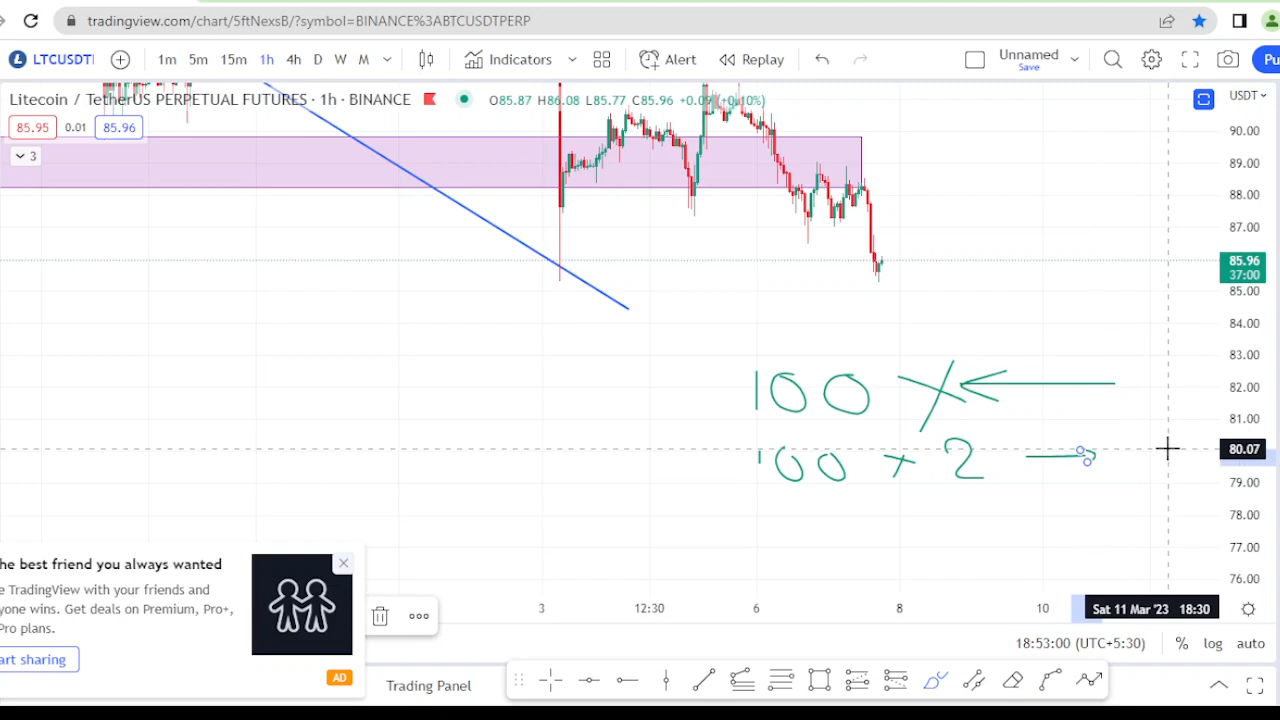 tradingview.com/chart/5ftNexsB/?symbol=BINANCE%3ABTCUSDTPERP
LTCUSDT 1m 5m 15m 1h 4h D W M Indicators Alert Replay Unnamed Save Pu
Litecoin / TetherUS PERPETUAL FUTURES · 1h · BINANCE O85.87 H86.08 L85.77 C85.96 +0.09 (+0.10%) USDT
85.95 0.01 85.96
3
90.00
89.00
88.00
87.00
85.96
37:00
85.00
84.00
83.00
82.00
81.00
80.07
79.00
78.00
77.00
76.00
100 X
100 + 2
he best friend you always wanted
e TradingView with your friends and
yone wins. Get deals on Premium, Pro+,
Pro plans.
art sharing
AD
3 12:30 6 8 10 Sat 11 Mar '23 18:30
18:53:00 (UTC+5:30) % log auto
Trading Panel